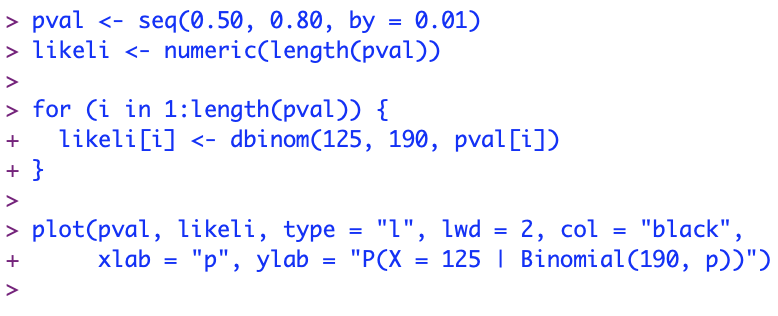 > pval <- seq(0.50, 0.80, by = 0.01)
> likeli <- numeric(length(pval))
>
> for (i in 1:length(pval)) {
+   likeli[i] <- dbinom(125, 190, pval[i])
+ }
>
> plot(pval, likeli, type = "l", lwd = 2, col = "black",
+      xlab = "p", ylab = "P(X = 125 | Binomial(190, p))")
>